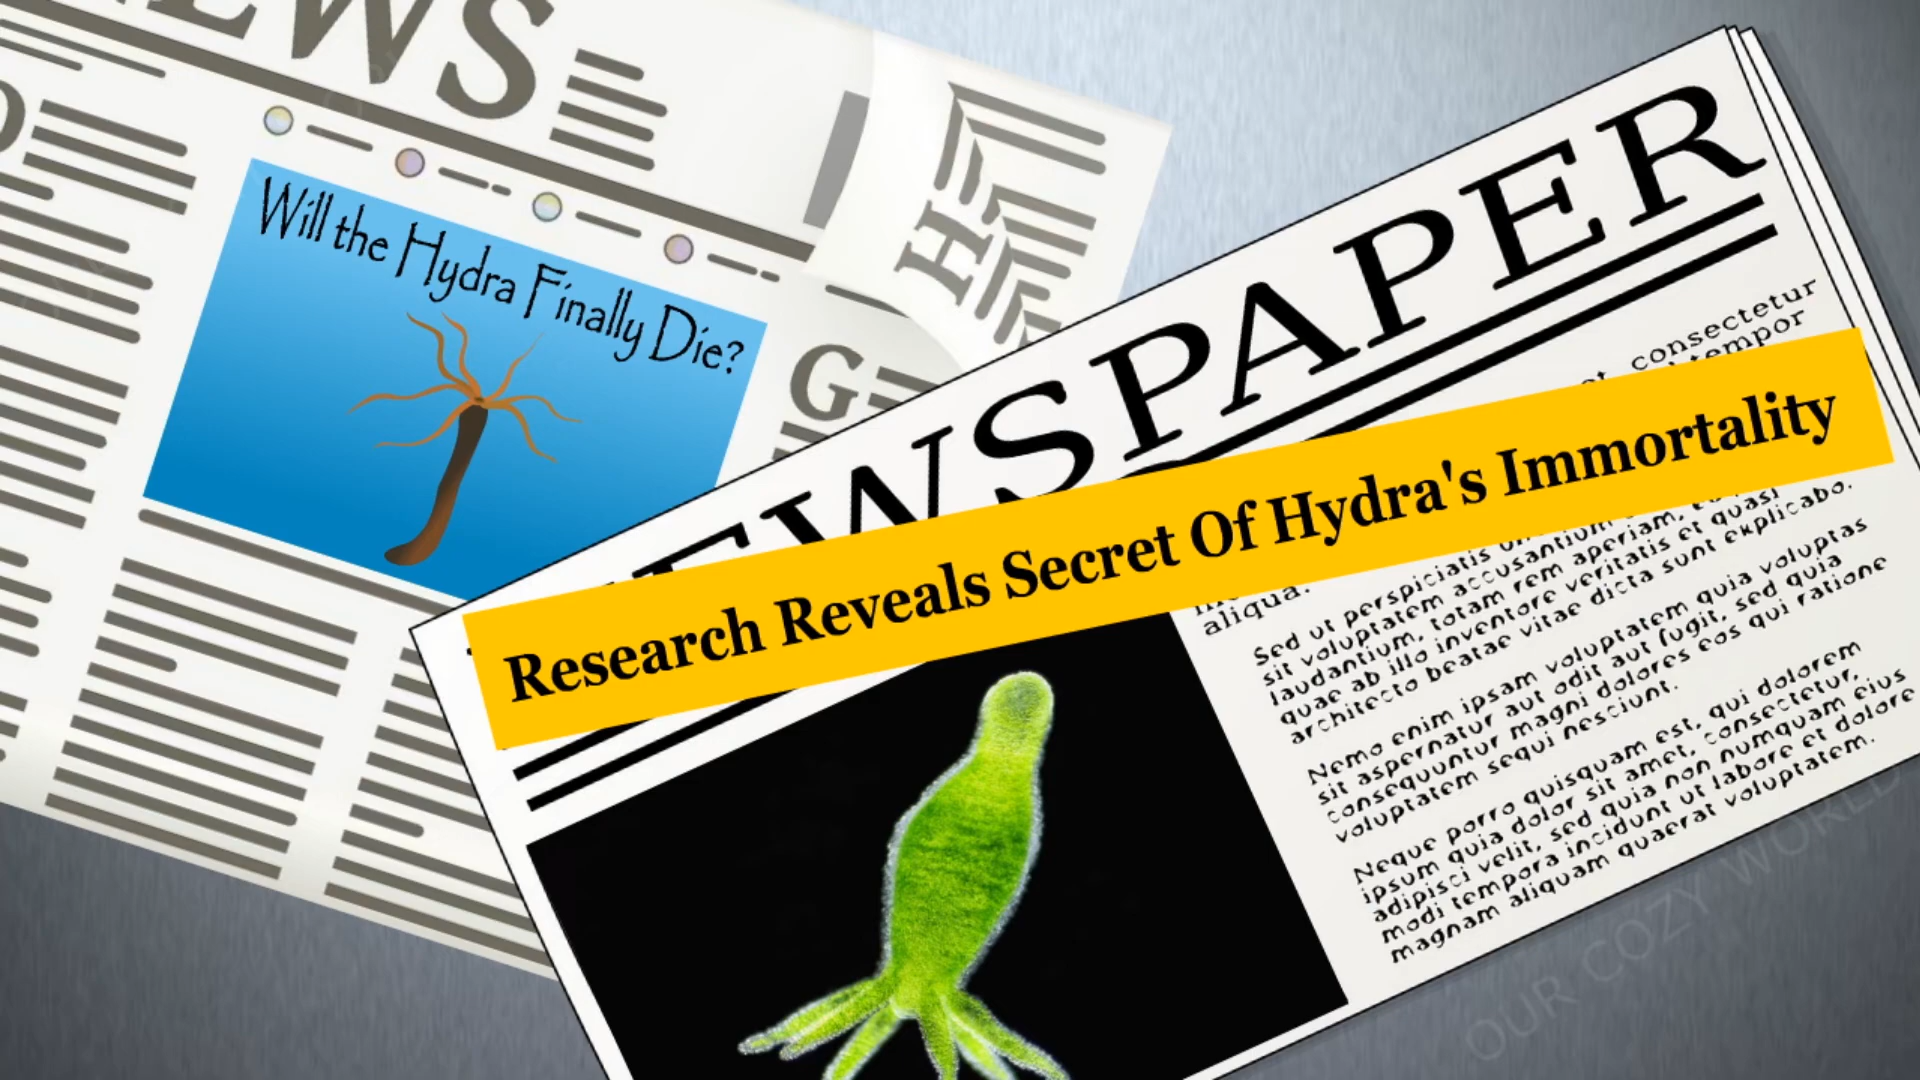 EWS
Will the Hydra Finally Die?
G
EWSPAPER
consectetur
tempor
Research Reveals Secret Of Hydra's Immortality
aliqua.
Sed ut perspiciatis
sit voluptatem accusantium
laudantium, totam rem aperiam,
quae ab illo inventore veritatis et quasi
architecto beatae vitae dicta sunt explicabo.
Nemo enim ipsam voluptatem quia voluptas
sit aspernatur aut odit aut fugit, sed quia
consequuntur magni dolores eos qui ratione
voluptatem sequi nesciunt.
Neque porro quisquam est, qui dolorem
ipsum quia dolor sit amet, consectetur,
adipisci velit, sed quia non numquam eius
modi tempora incidunt ut labore et dolore
magnam aliquam quaerat voluptatem.
OUR COZY WORLD